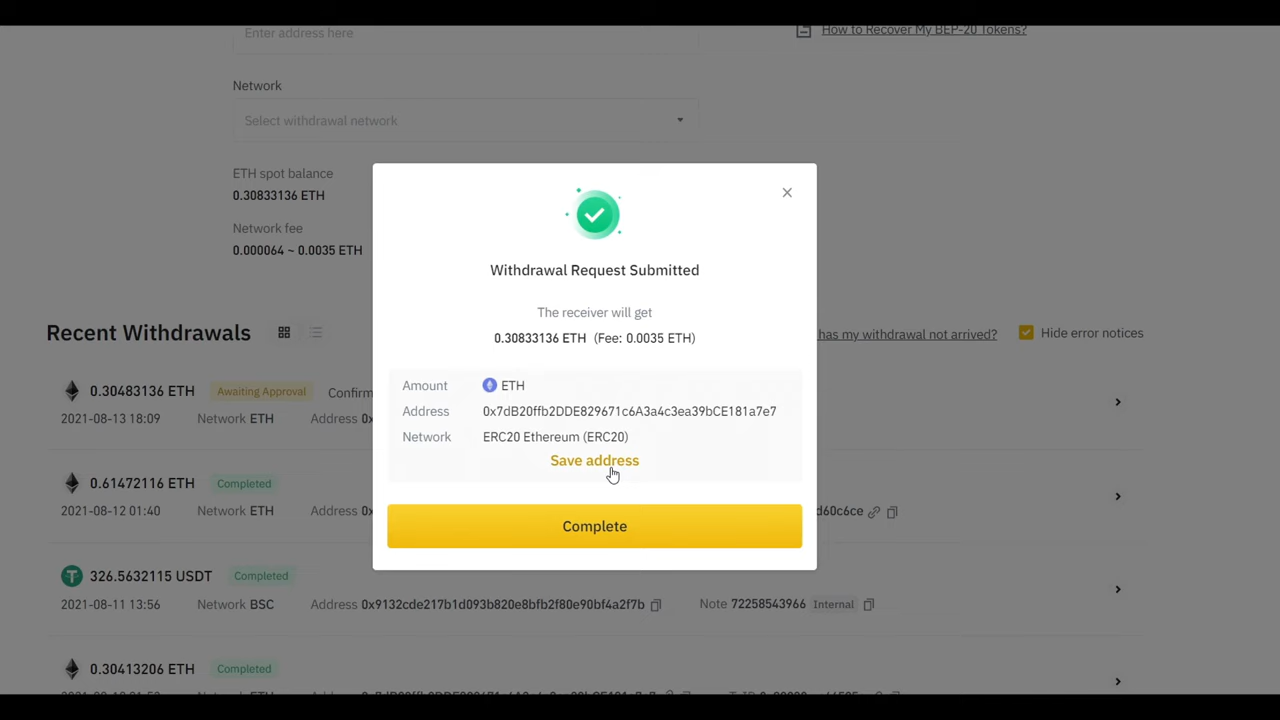 Enter address here
How to Recover My BEP-20 Tokens?
Network
Select withdrawal network
ETH spot balance
0.30833136 ETH
Network fee
0.000064 ~ 0.0035 ETH
Withdrawal Request Submitted
The receiver will get
0.30833136 ETH (Fee: 0.0035 ETH)
Amount ETH
Address 0x7dB20ffb2DDE829671c6A3a4c3ea39bCE181a7e7
Network ERC20 Ethereum (ERC20)
Save address
Complete
Recent Withdrawals
has my withdrawal not arrived? Hide error notices
0.30483136 ETH Awaiting Approval Confirm
2021-08-13 18:09 Network ETH Address 0x
0.61472116 ETH Completed
2021-08-12 01:40 Network ETH Address 0x d60c6ce
326.5632115 USDT Completed
2021-08-11 13:56 Network BSC Address 0x9132cde217b1d093b820e8bfb2f80e90bf4a2f7b Note 72258543966 Internal
0.30413206 ETH Completed